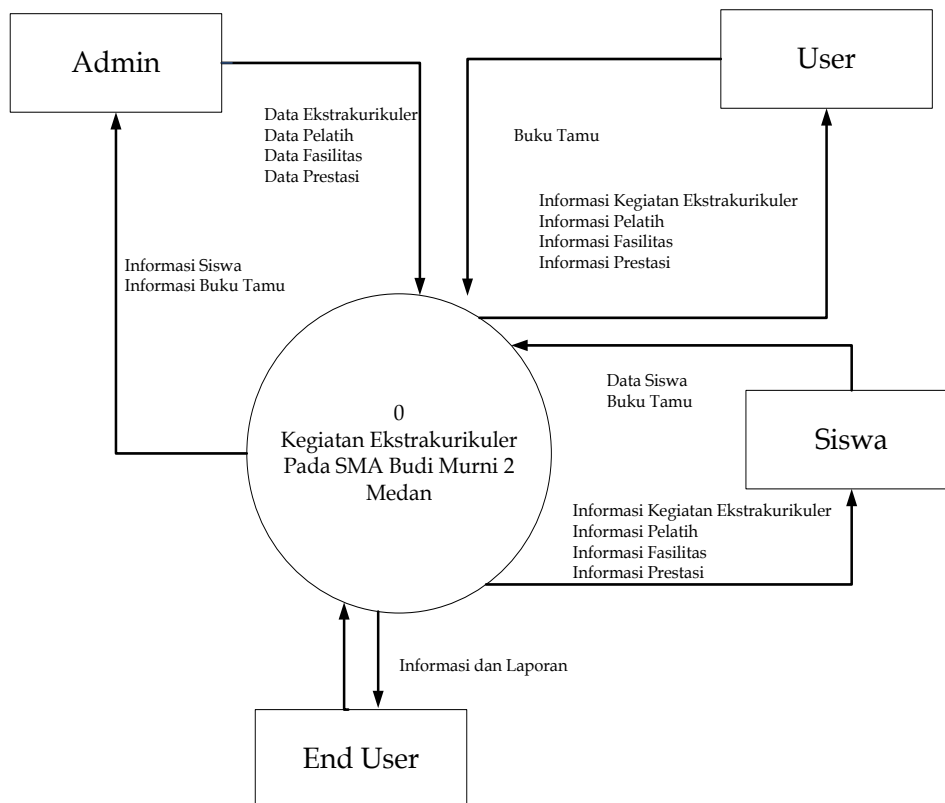 Admin
User
Data Ekstrakurikuler
Data Pelatih
Data Fasilitas
Data Prestasi
Buku Tamu
Informasi Kegiatan Ekstrakurikuler
Informasi Pelatih
Informasi Fasilitas
Informasi Prestasi
Informasi Siswa
Informasi Buku Tamu
Data Siswa
Buku Tamu
Siswa
0
Kegiatan Ekstrakurikuler
Pada SMA Budi Murni 2
Medan
Informasi Kegiatan Ekstrakurikuler
Informasi Pelatih
Informasi Fasilitas
Informasi Prestasi
Informasi dan Laporan
End User